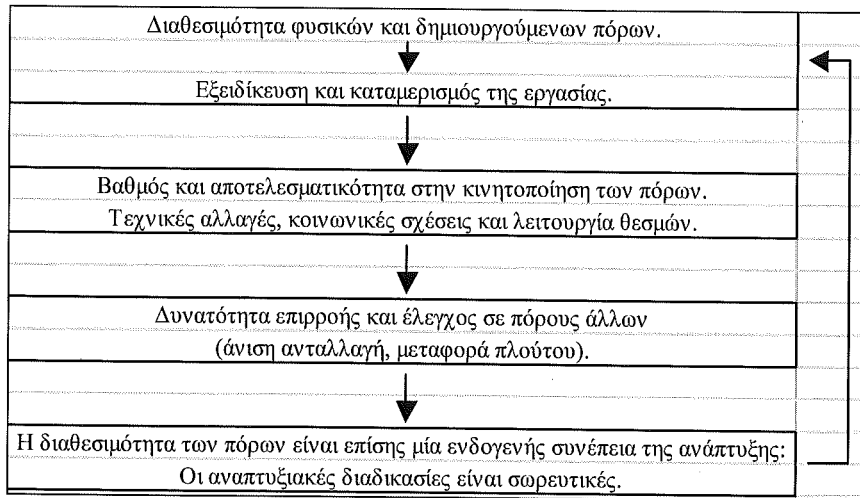 Διαθεσιμότητα φυσικών και δημιουργούμενων πόρων.
Εξειδίκευση και καταμερισμός της εργασίας.
Βαθμός και αποτελεσματικότητα στην κινητοποίηση των πόρων.
Τεχνικές αλλαγές, κοινωνικές σχέσεις και λειτουργία θεσμών.
Δυνατότητα επιρροής και έλεγχος σε πόρους άλλων
(άνιση ανταλλαγή, μεταφορά πλούτου).
Η διαθεσιμότητα των πόρων είναι επίσης μία ενδογενής συνέπεια της ανάπτυξης:
Οι αναπτυξιακές διαδικασίες είναι σωρευτικές.